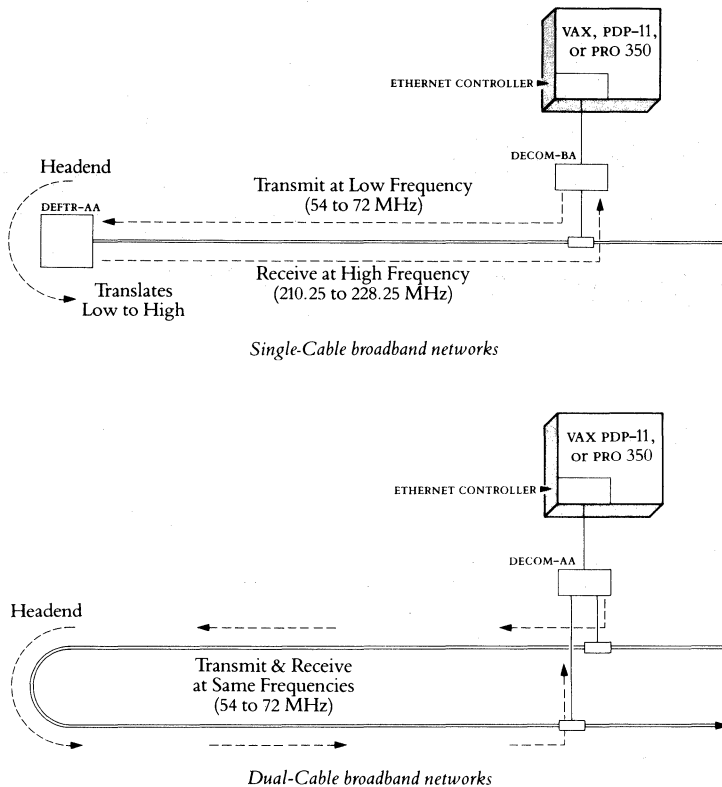 VAX, PDP-11,
or PRO 350
ETHERNET CONTROLLER
DECOM-BA
Headend
DEFTR-AA
Transmit at Low Frequency
(54 to 72 MHz)
Receive at High Frequency
(210.25 to 228.25 MHz)
Translates
Low to High
Single-Cable broadband networks
VAX PDP-11,
or PRO 350
ETHERNET CONTROLLER
DECOM-AA
Headend
Transmit & Receive
at Same Frequencies
(54 to 72 MHz)
Dual-Cable broadband networks